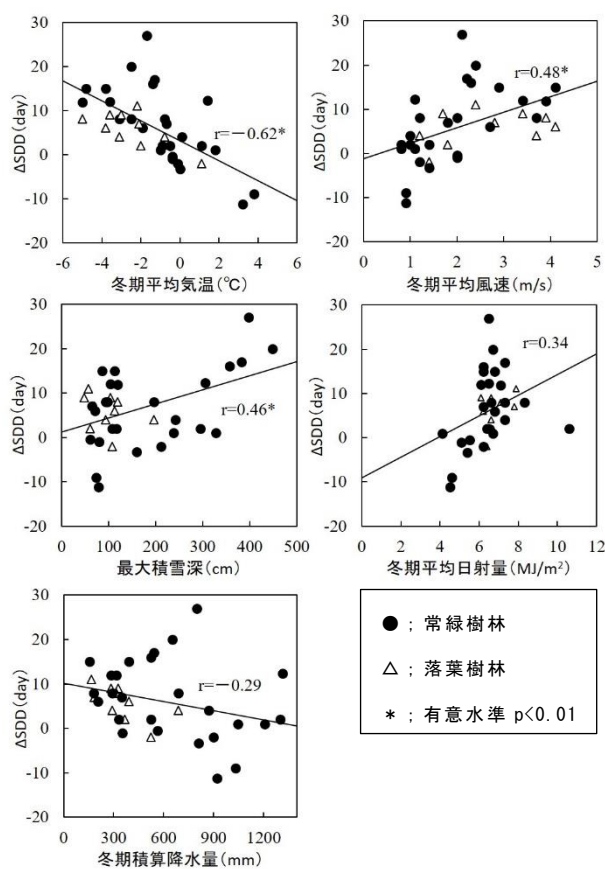 ΔSDD(day)
30
20
10
0
-10
-20
r=-0.62*
-6 -4 -2 0 2 4 6
冬期平均気温(℃)
ΔSDD(day)
30
20
10
0
-10
-20
r=0.48*
0 1 2 3 4 5
冬期平均風速(m/s)
ΔSDD(day)
30
20
10
0
-10
-20
r=0.46*
0 100 200 300 400 500
最大積雪深(cm)
ΔSDD(day)
30
20
10
0
-10
-20
r=0.34
0 2 4 6 8 10 12
冬期平均日射量(MJ/m²)
ΔSDD(day)
30
20
10
0
-10
-20
r=-0.29
0 300 600 900 1200
冬期積算降水量(mm)
●；常緑樹林
△；落葉樹林
*；有意水準 p<0.01